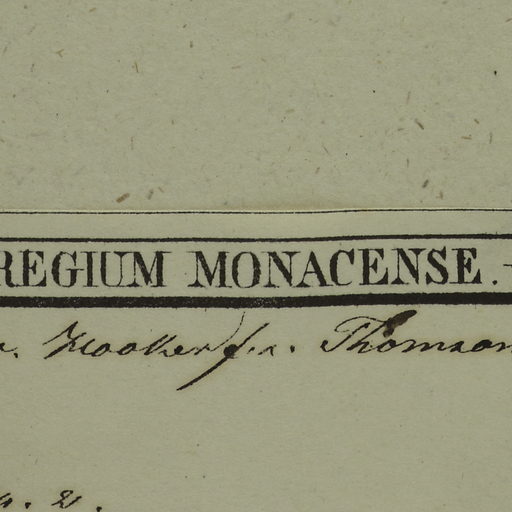 REGIUM MONACENSE.
Hooker f. a. Thomson